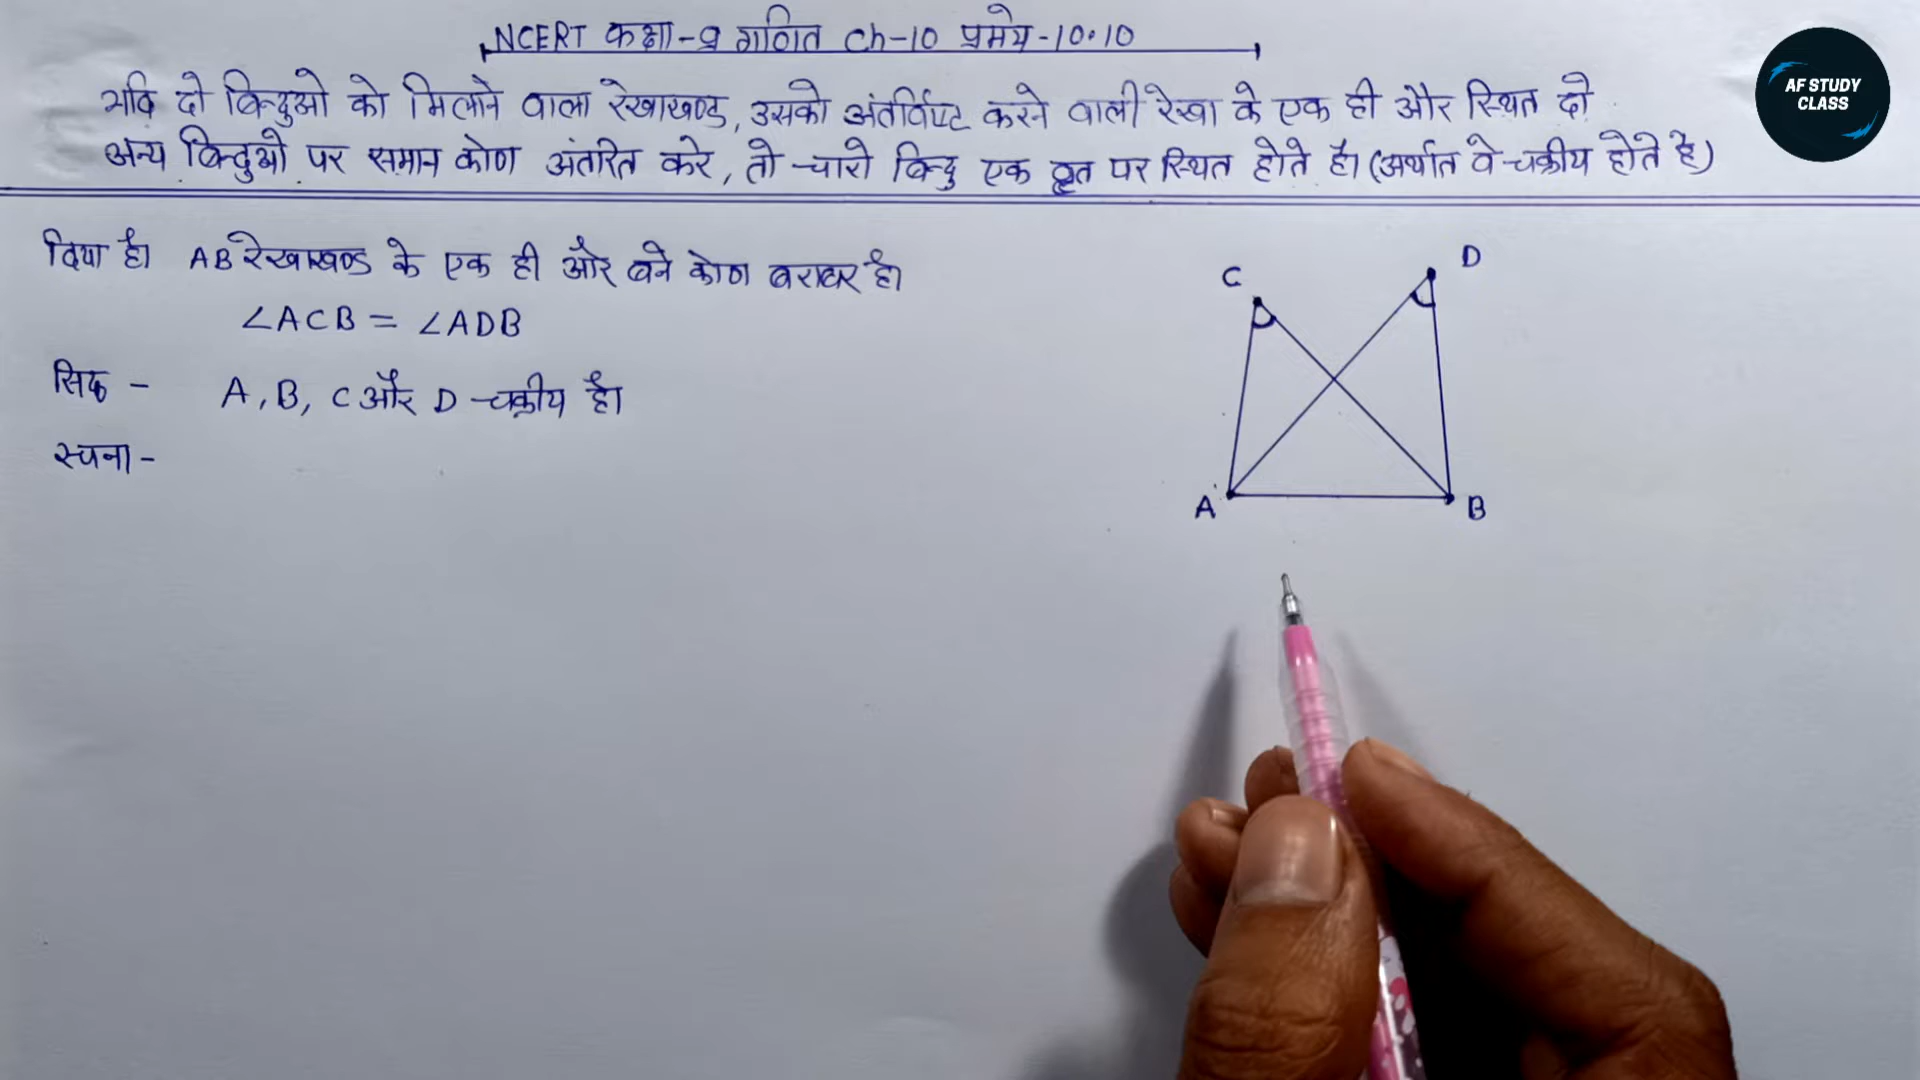 NCERT कक्षा-9 गणित Ch-10 प्रमेय-10.10
यदि दो बिन्दुओ को मिलाने वाला रेखाखण्ड, उसको अंतर्विष्ट करने वाली रेखा के एक ही और स्थित दो
अन्य बिन्दुओ पर समान कोण अंतरित करे, तो चारो बिन्दु एक वृत पर स्थित होते है। (अर्थात वे चक्रीय होते है)
AF STUDY
CLASS
दिया है। AB रेखाखण्ड के एक ही और बने कोण बराबर है।
∠ACB = ∠ADB
सिद्ध - A, B, C और D चक्रीय है।
रचना -
C
D
A
B